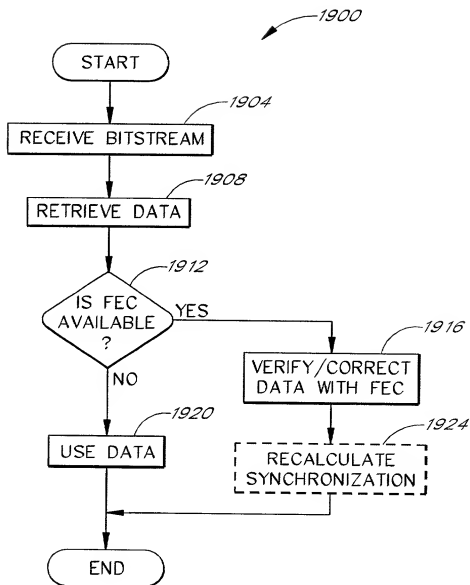 1900
START
1904
RECEIVE BITSTREAM
1908
RETRIEVE DATA
1912
IS FEC
AVAILABLE
?
YES
NO
1916
VERIFY/CORRECT
DATA WITH FEC
1920
USE DATA
1924
RECALCULATE
SYNCHRONIZATION
END